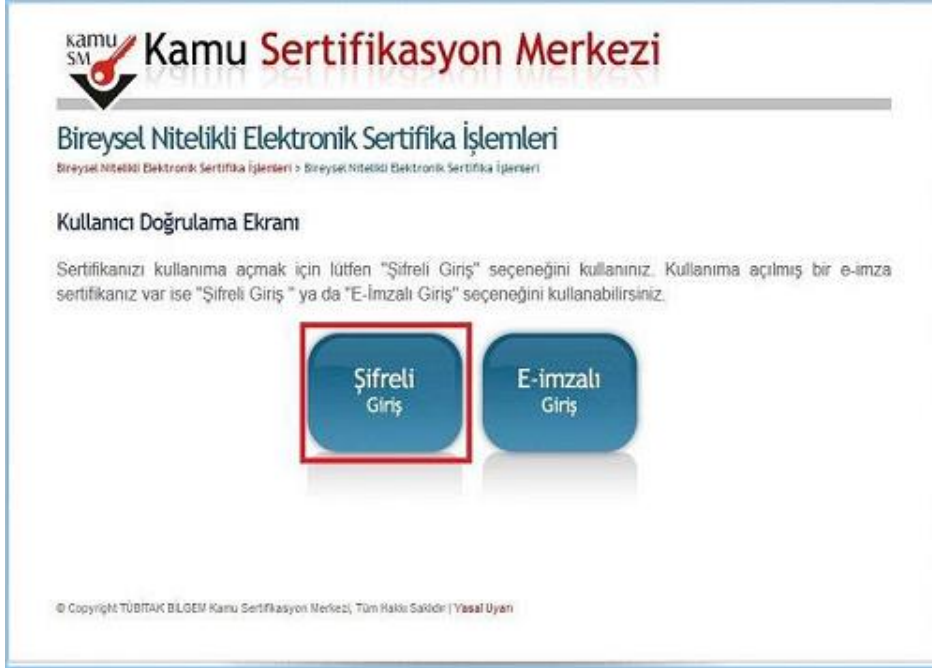 Kamu
SM
Kamu Sertifikasyon Merkezi
Bireysel Nitelikli Elektronik Sertifika İşlemleri
Bireysel Nitelikli Elektronik Sertifika İşlemleri > Bireysel Nitelikli Elektronik Sertifika İşlemleri
Kullanıcı Doğrulama Ekranı
Sertifikanızı kullanıma açmak için lütfen "Şifreli Giriş" seçeneğini kullanınız. Kullanıma açılmış bir e-imza
sertifikanız var ise "Şifreli Giriş " ya da "E-İmzalı Giriş" seçeneğini kullanabilirsiniz.
Şifreli
Giriş
E-imzalı
Giriş
© Copyright TÜBİTAK BİLGEM Kamu Sertifikasyon Merkezi, Tüm Hakkı Saklıdır | Yasal Uyarı